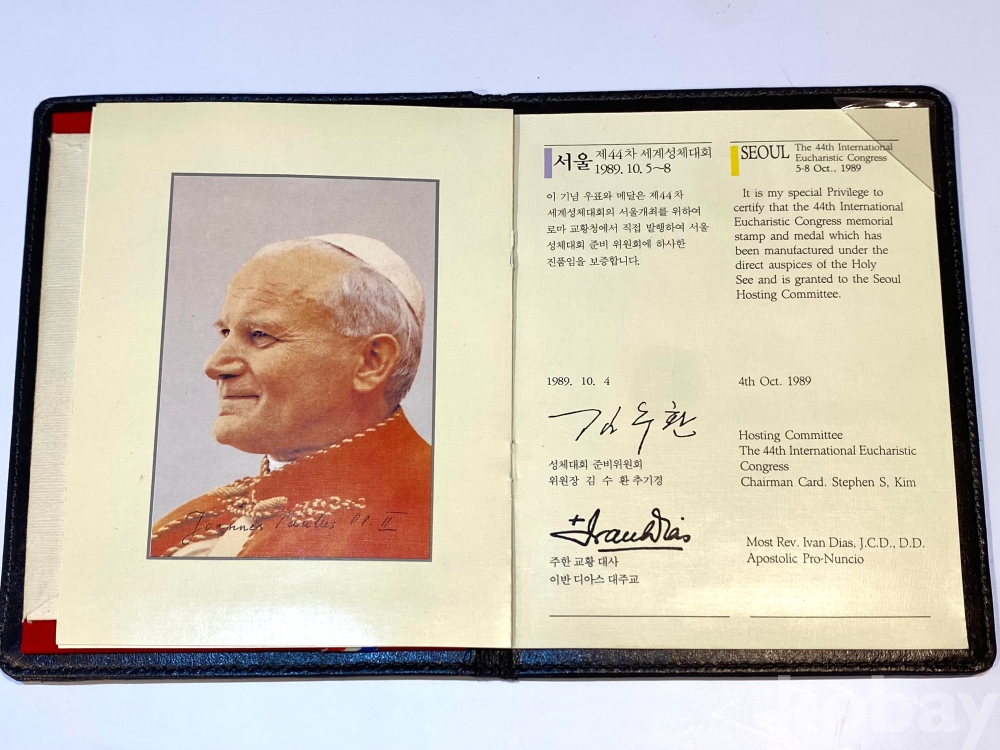 Joannes Paulus PP. II
서울 제44차 세계성체대회
1989. 10. 5~8
이 기념 우표와 메달은 제44차
세계성체대회의 서울개최를 위하여
로마 교황청에서 직접 발행하여 서울
성체대회 준비 위원회에 하사한
진품임을 보증합니다.
1989. 10. 4
김수환
성체대회 준비위원회
위원장 김 수 환 추기경
+Ivan Dias
주한 교황 대사
이반 디아스 대주교
SEOUL The 44th International
Eucharistic Congress
5-8 Oct., 1989
It is my special Privilege to
certify that the 44th International
Eucharistic Congress memorial
stamp and medal which has
been manufactured under the
direct auspices of the Holy
See and is granted to the Seoul
Hosting Committee.
4th Oct. 1989
Hosting Committee
The 44th International Eucharistic
Congress
Chairman Card. Stephen S, Kim
Most Rev. Ivan Dias, J.C.D., D.D.
Apostolic Pro-Nuncio